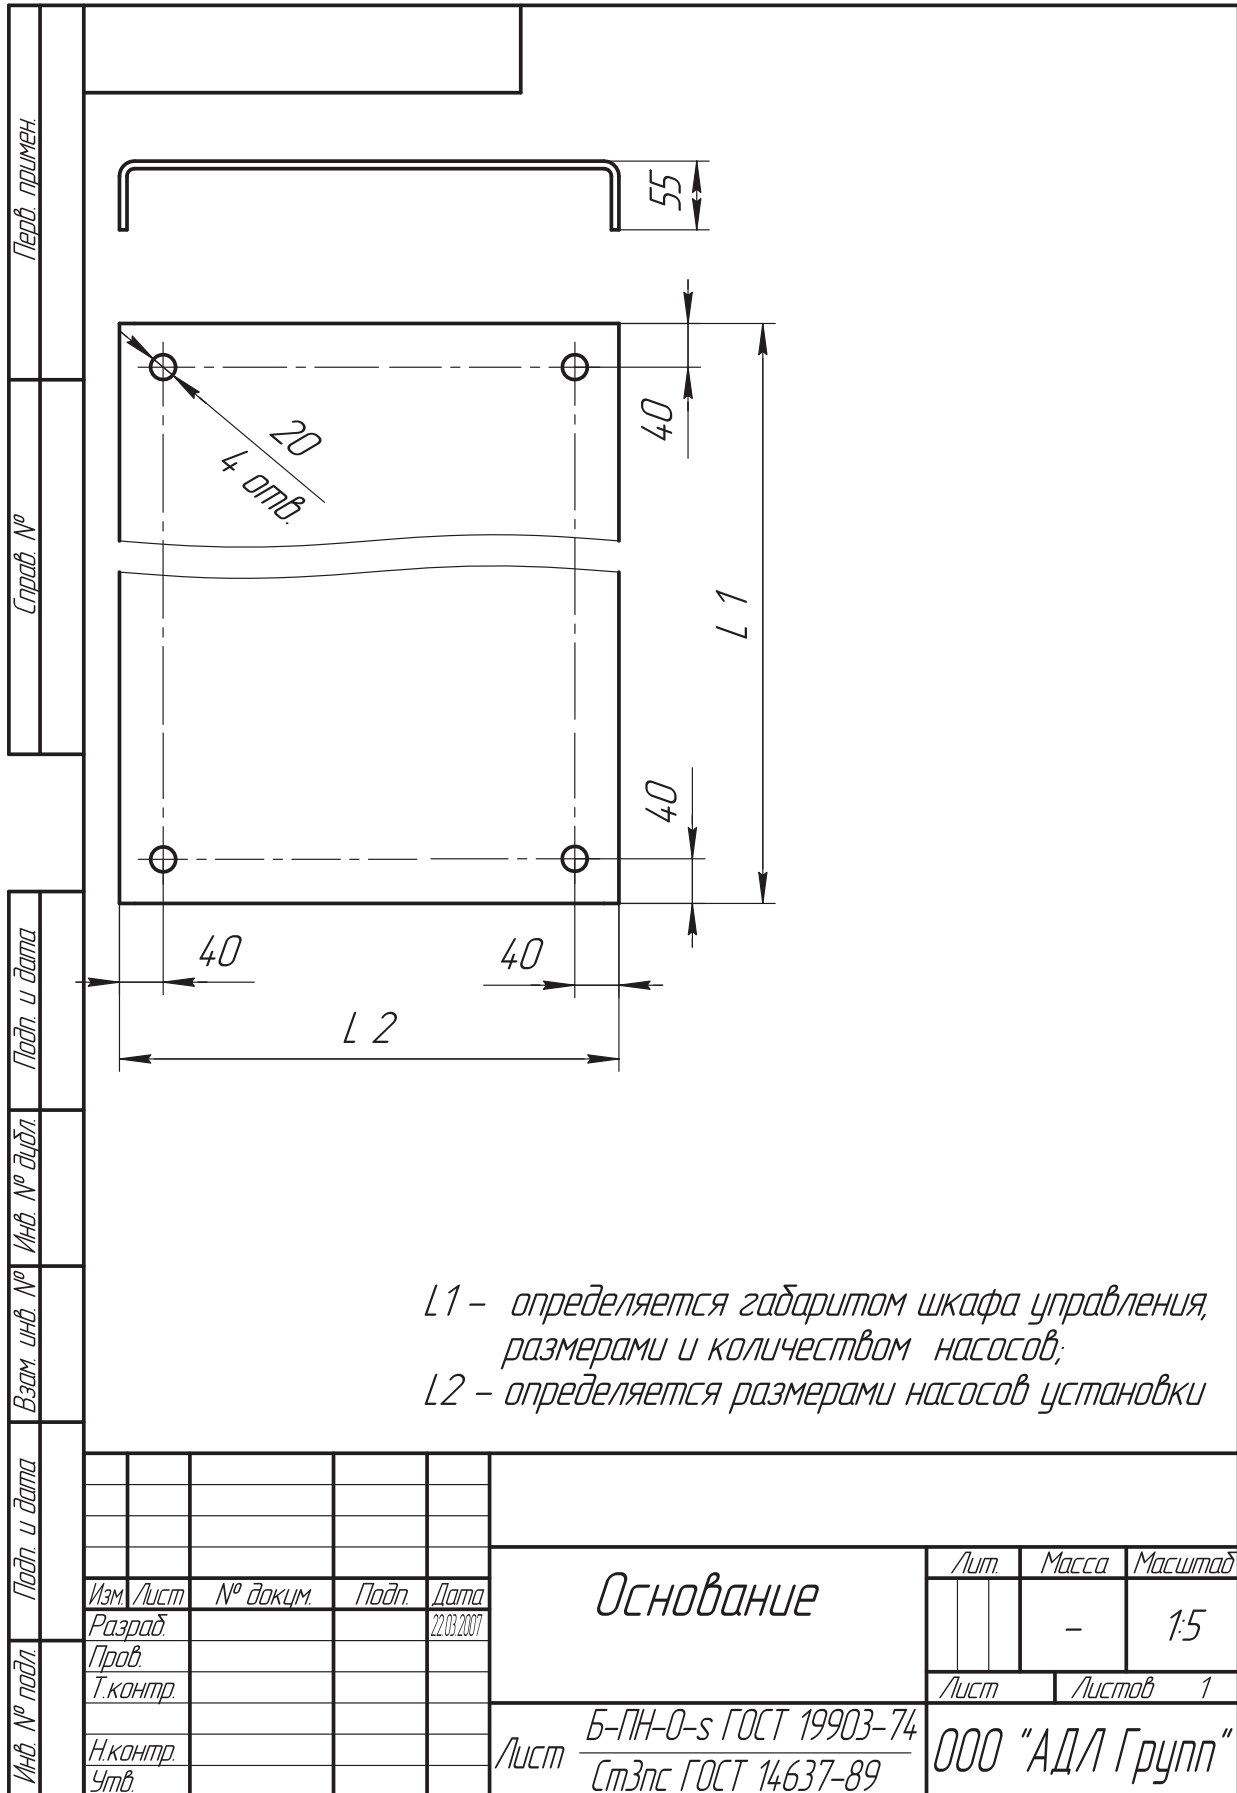 Перв. примен.
Справ. №
Подп. и дата
Инв. № дубл.
Взам. инв. №
Подп. и дата
Инв. № подл.
55
40
20
4 отв.
L 1
40
40
40
L 2
L1 - определяется габаритом шкафа управления,
размерами и количеством насосов;
L2 - определяется размерами насосов установки
Изм. Лист № докум. Подп. Дата
Разраб. 22.03.2007
Пров.
Т.контр.
Н.контр.
Утв.
Основание
Лит. Масса Масштаб
- 1:5
Лист Листов 1
Лист Б-ПН-О-s ГОСТ 19903-74
Ст3пс ГОСТ 14637-89
ООО "АДЛ Групп"